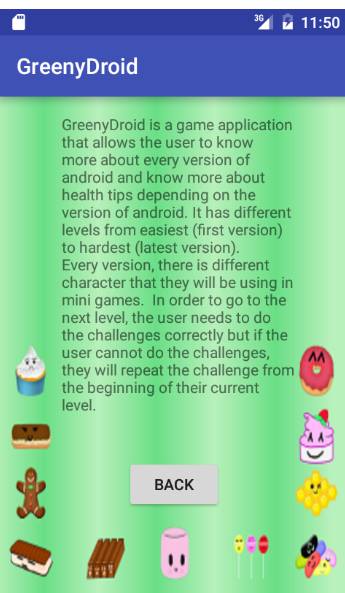 3G 11:50
GreenyDroid
GreenyDroid is a game application
that allows the user to know
more about every version of
android and know more about
health tips depending on the
version of android. It has different
levels from easiest (first version)
to hardest (latest version).
Every version, there is different
character that they will be using in
mini games.  In order to go to the
next level, the user needs to do
the challenges correctly but if the
user cannot do the challenges,
they will repeat the challenge from
the beginning of their current
level.
BACK